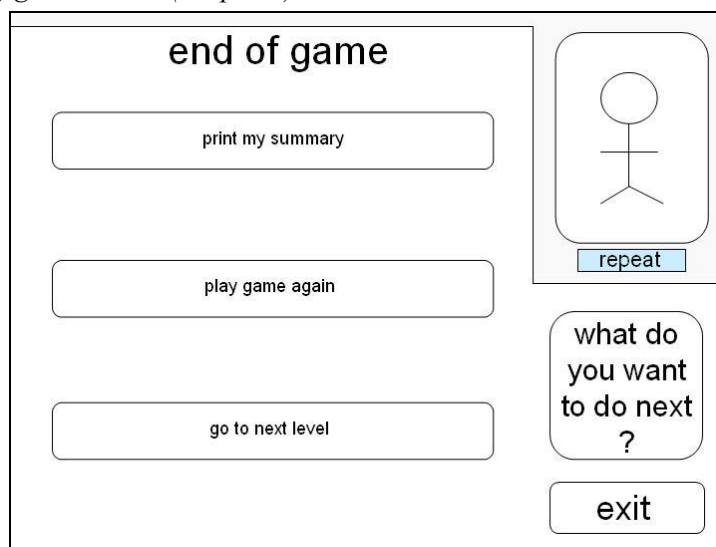 end of game
print my summary
play game again
go to next level
repeat
what do
you want
to do next
?
exit